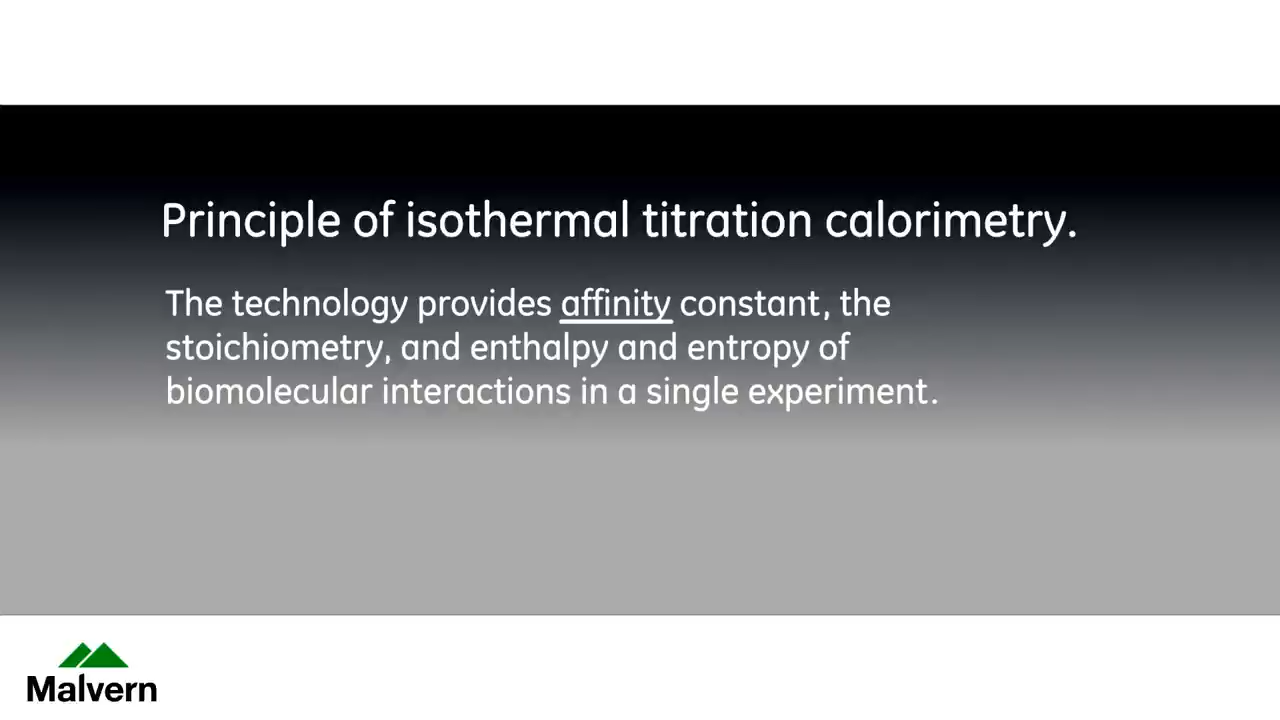 Principle of isothermal titration calorimetry.
The technology provides affinity constant, the
stoichiometry, and enthalpy and entropy of
biomolecular interactions in a single experiment.
Malvern